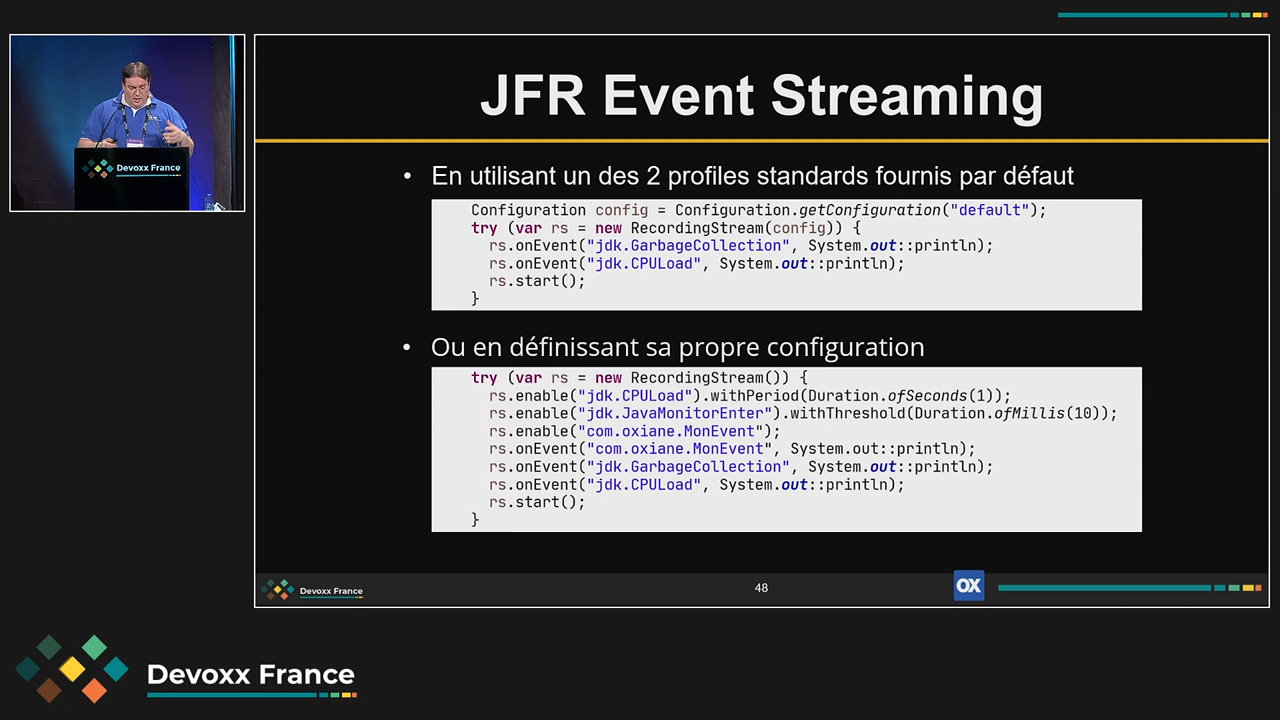 JFR Event Streaming
• En utilisant un des 2 profiles standards fournis par défaut
Configuration config = Configuration.getConfiguration("default");
try (var rs = new RecordingStream(config)) {
rs.onEvent("jdk.GarbageCollection", System.out::println);
rs.onEvent("jdk.CPULoad", System.out::println);
rs.start();
}
• Ou en définissant sa propre configuration
try (var rs = new RecordingStream()) {
rs.enable("jdk.CPULoad").withPeriod(Duration.ofSeconds(1));
rs.enable("jdk.JavaMonitorEnter").withThreshold(Duration.ofMillis(10));
rs.enable("com.oxiane.MonEvent");
rs.onEvent("com.oxiane.MonEvent", System.out::println);
rs.onEvent("jdk.GarbageCollection", System.out::println);
rs.onEvent("jdk.CPULoad", System.out::println);
rs.start();
}
Devoxx France
48
OX
Devoxx France
Devoxx France